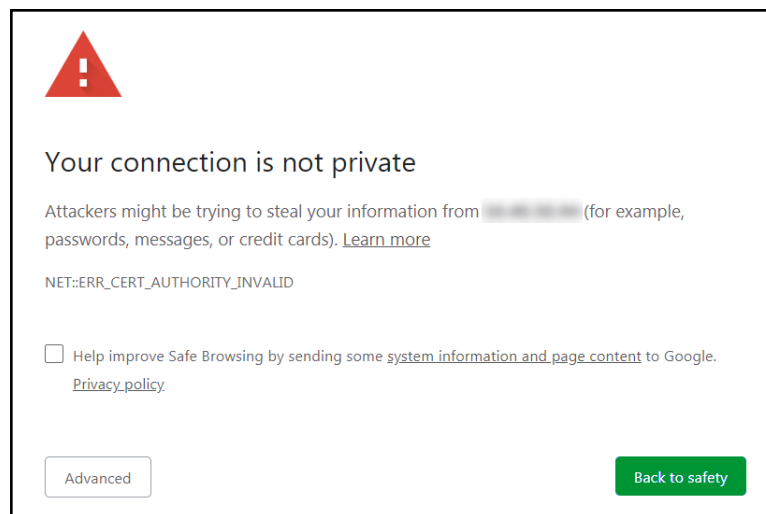 Your connection is not private
Attackers might be trying to steal your information from (for example,
passwords, messages, or credit cards). Learn more
NET::ERR_CERT_AUTHORITY_INVALID
Help improve Safe Browsing by sending some system information and page content to Google.
Privacy policy
Advanced
Back to safety